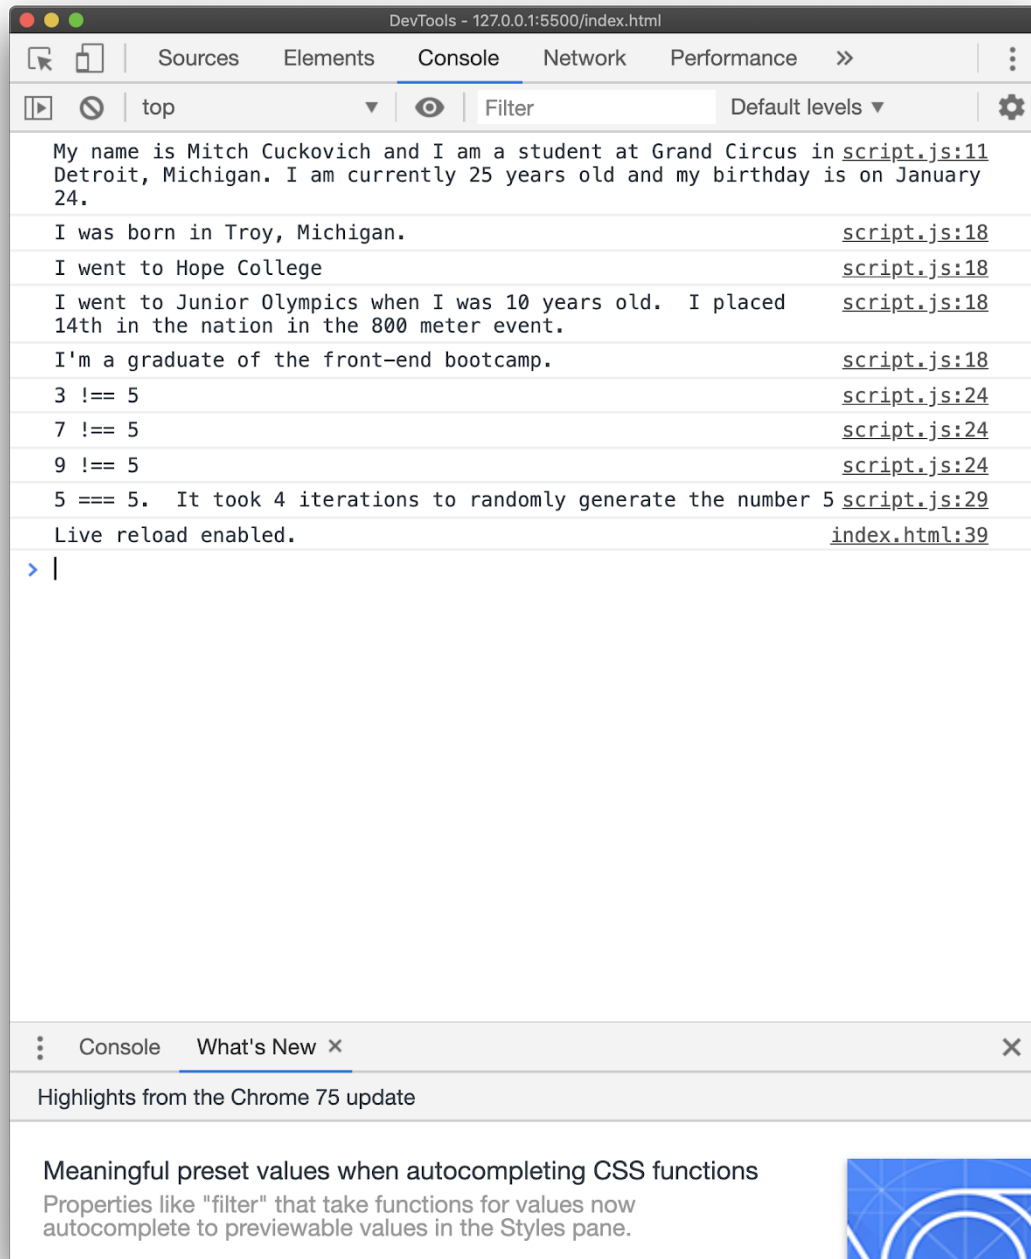 DevTools - 127.0.0.1:5500/index.html
Sources Elements Console Network Performance »
top ▼ Filter Default levels ▼
My name is Mitch Cuckovich and I am a student at Grand Circus in script.js:11
Detroit, Michigan. I am currently 25 years old and my birthday is on January
24.
I was born in Troy, Michigan. script.js:18
I went to Hope College script.js:18
I went to Junior Olympics when I was 10 years old.  I placed script.js:18
14th in the nation in the 800 meter event.
I'm a graduate of the front-end bootcamp. script.js:18
3 !== 5 script.js:24
7 !== 5 script.js:24
9 !== 5 script.js:24
5 === 5.  It took 4 iterations to randomly generate the number 5 script.js:29
Live reload enabled. index.html:39
>
Console What's New ×
Highlights from the Chrome 75 update
Meaningful preset values when autocompleting CSS functions
Properties like "filter" that take functions for values now
autocomplete to previewable values in the Styles pane.